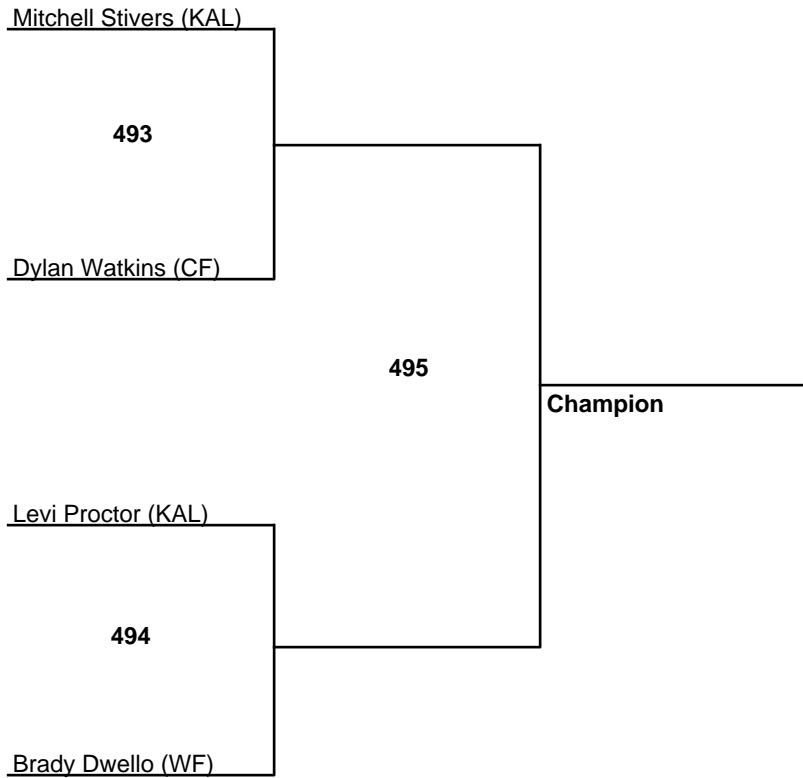 Mitchell Stivers (KAL)
493
Dylan Watkins (CF)
495
Champion
Levi Proctor (KAL)
494
Brady Dwello (WF)